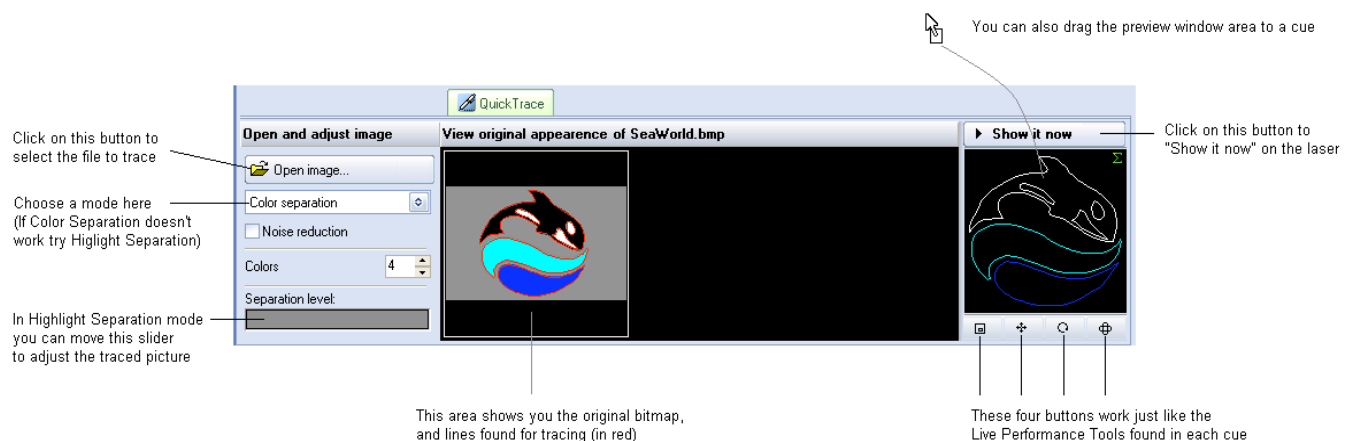 You can also drag the preview window area to a cue
QuickTrace
Click on this button to
select the file to trace
Open and adjust image
View original appearence of SeaWorld.bmp
Show it now
Click on this button to
"Show it now" on the laser
Open image...
Choose a mode here
(If Color Separation doesn't
work try Higlight Separation)
Color separation
Noise reduction
Colors
4
Separation level:
In Highlight Separation mode
you can move this slider
to adjust the traced picture
Σ
This area shows you the original bitmap,
and lines found for tracing (in red)
These four buttons work just like the
Live Performance Tools found in each cue